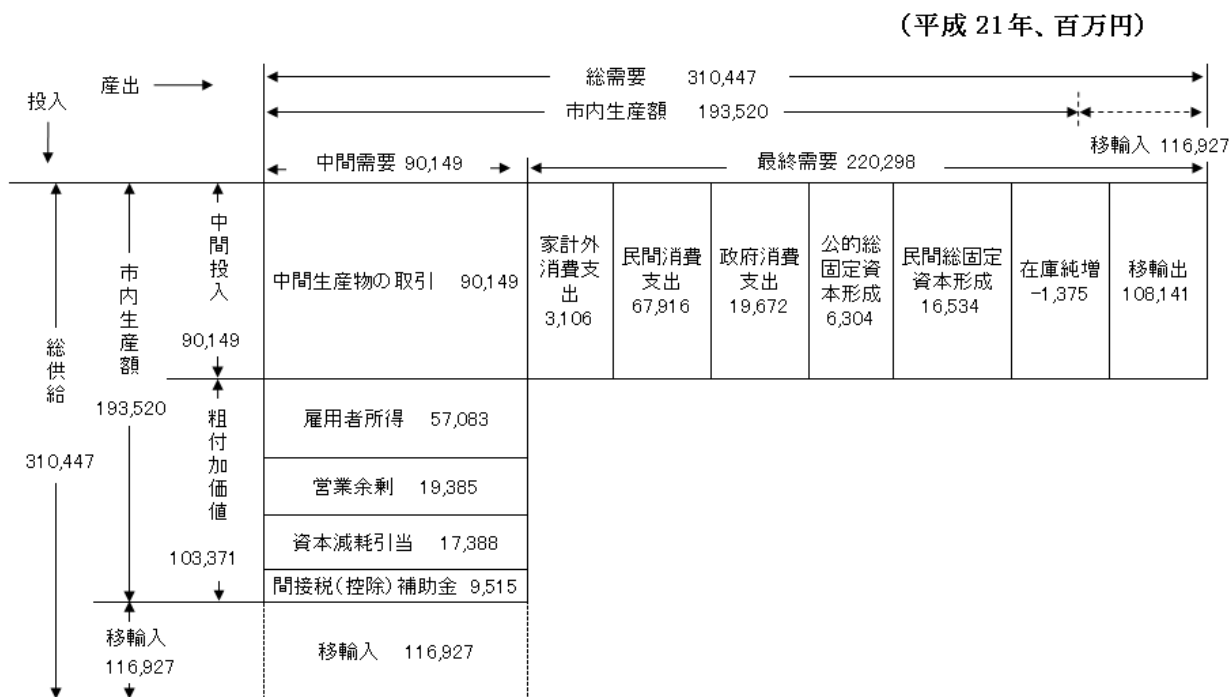 (平成 21年、百万円)
産出
総需要 310,447
投入
市内生産額 193,520
移輸入 116,927
中間需要 90,149
最終需要 220,298
総供給
310,447
市内生産額
193,520
中間投入
90,149
中間生産物の取引 90,149
家計外
消費支
出
3,106
民間消費
支出
67,916
政府消費
支出
19,672
公的総
固定資
本形成
6,304
民間総固定
資本形成
16,534
在庫純増
-1,375
移輸出
108,141
粗付加価値
103,371
雇用者所得 57,083
営業余剰 19,385
資本減耗引当 17,388
間接税(控除)補助金 9,515
移輸入
116,927
移輸入 116,927